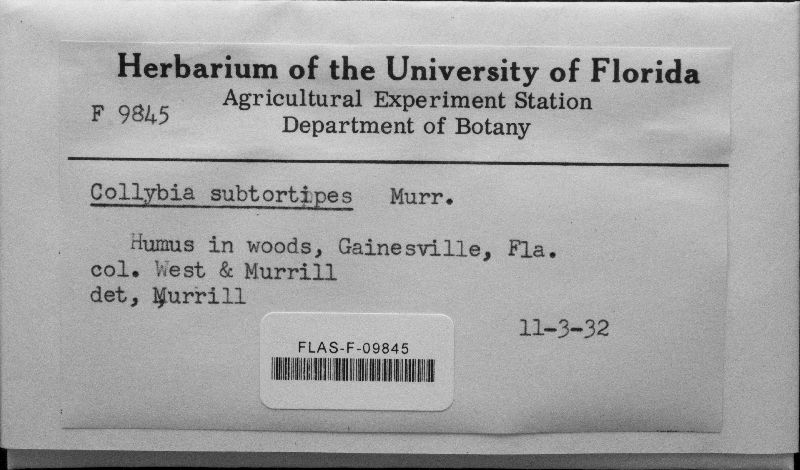 Herbarium of the University of Florida
Agricultural Experiment Station
F 9845
Department of Botany
Collybia subtortipes Murr.
Humus in woods, Gainesville, Fla.
col. West & Murrill
det, Murrill
11-3-32
FLAS-F-09845